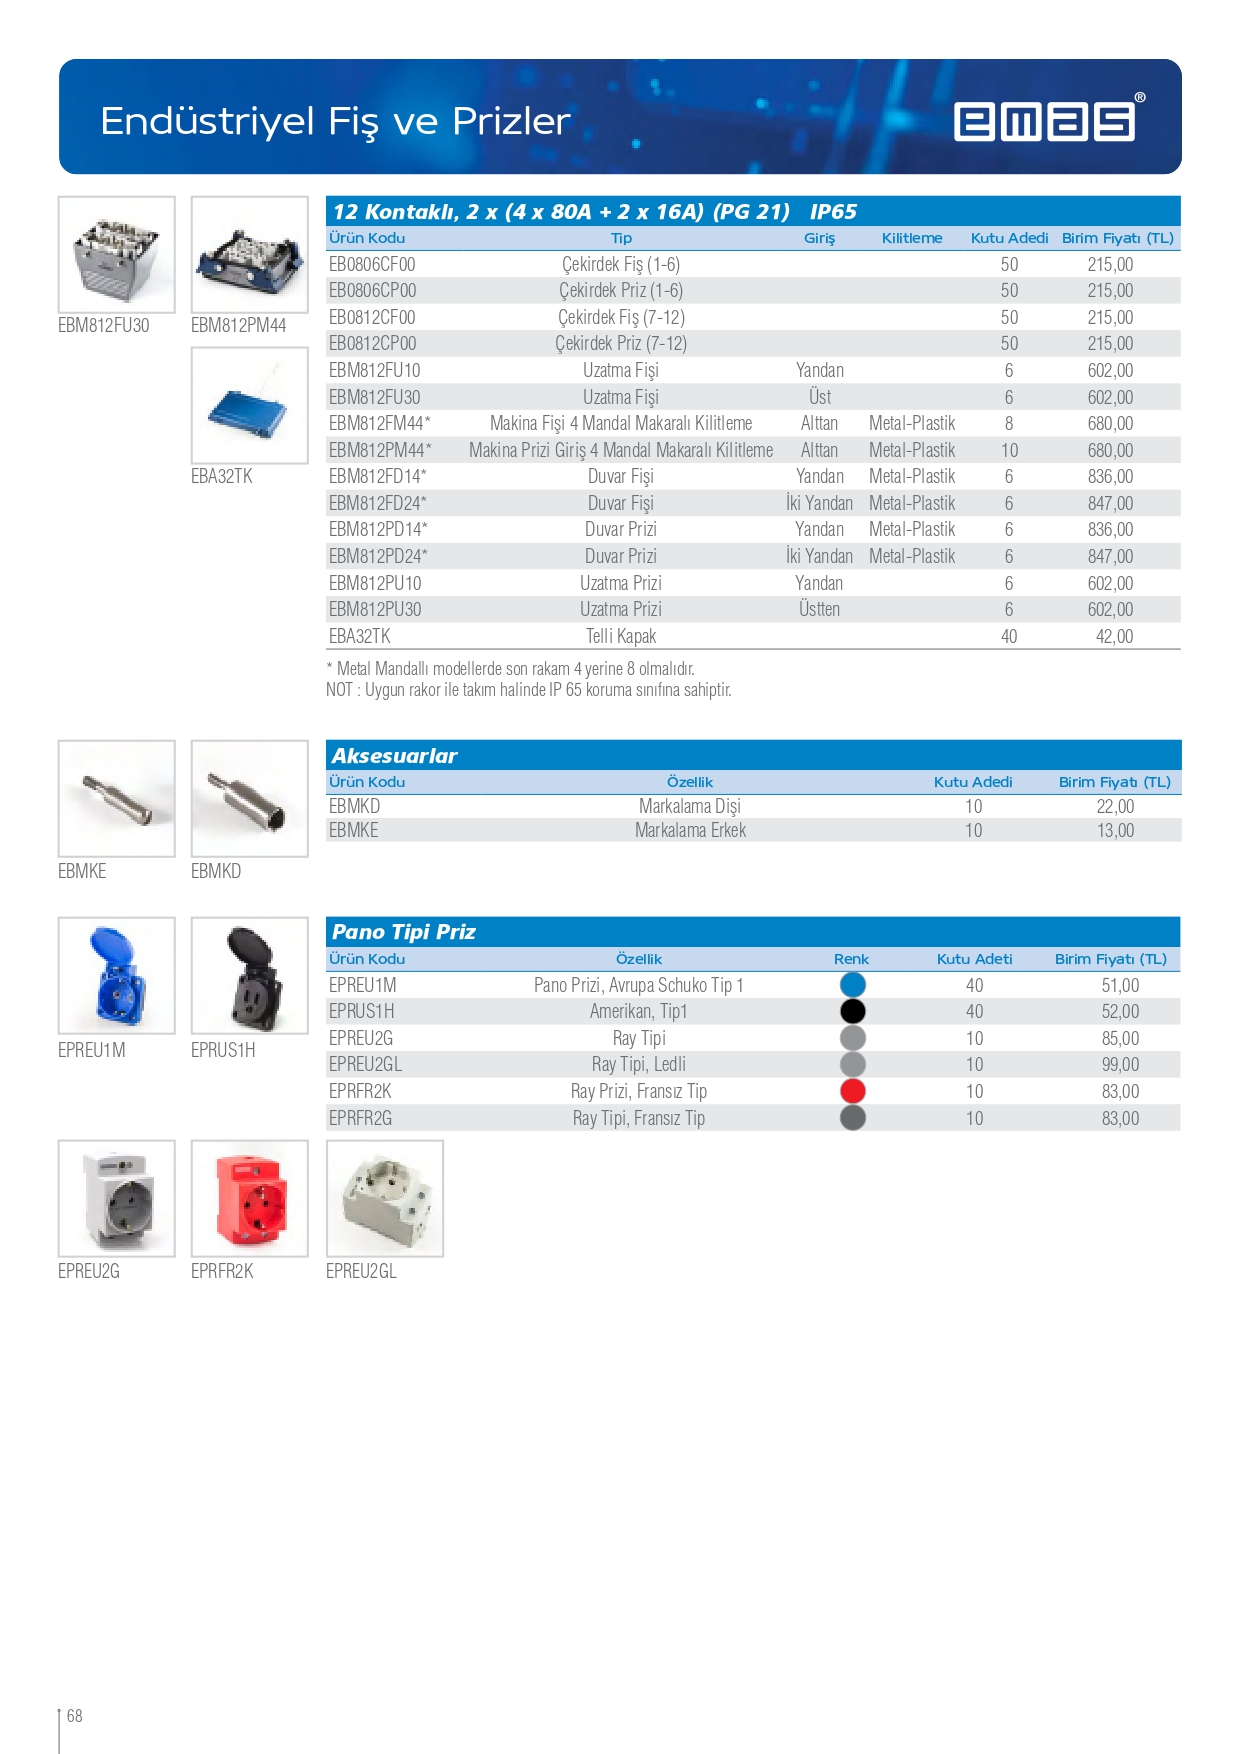 Endüstriyel Fiş ve Prizler
emas®
EBM812FU30
EBM812PM44
EBA32TK
12 Kontaklı, 2 x (4 x 80A + 2 x 16A) (PG 21) IP65
Ürün Kodu Tip Giriş Kilitleme Kutu Adedi Birim Fiyatı (TL)
EB0806CF00 Çekirdek Fiş (1-6) 50 215,00
EB0806CP00 Çekirdek Priz (1-6) 50 215,00
EB0812CF00 Çekirdek Fiş (7-12) 50 215,00
EB0812CP00 Çekirdek Priz (7-12) 50 215,00
EBM812FU10 Uzatma Fişi Yandan 6 602,00
EBM812FU30 Uzatma Fişi Üst 6 602,00
EBM812FM44* Makina Fişi 4 Mandal Makaralı Kilitleme Alttan Metal-Plastik 8 680,00
EBM812PM44* Makina Prizi Giriş 4 Mandal Makaralı Kilitleme Alttan Metal-Plastik 10 680,00
EBM812FD14* Duvar Fişi Yandan Metal-Plastik 6 836,00
EBM812FD24* Duvar Fişi İki Yandan Metal-Plastik 6 847,00
EBM812PD14* Duvar Prizi Yandan Metal-Plastik 6 836,00
EBM812PD24* Duvar Prizi İki Yandan Metal-Plastik 6 847,00
EBM812PU10 Uzatma Prizi Yandan 6 602,00
EBM812PU30 Uzatma Prizi Üstten 6 602,00
EBA32TK Telli Kapak 40 42,00
* Metal Mandallı modellerde son rakam 4 yerine 8 olmalıdır.
NOT : Uygun rakor ile takım halinde IP 65 koruma sınıfına sahiptir.
EBMKE
EBMKD
Aksesuarlar
Ürün Kodu Özellik Kutu Adedi Birim Fiyatı (TL)
EBMKD Markalama Dişi 10 22,00
EBMKE Markalama Erkek 10 13,00
EPREU1M
EPRUS1H
Pano Tipi Priz
Ürün Kodu Özellik Renk Kutu Adeti Birim Fiyatı (TL)
EPREU1M Pano Prizi, Avrupa Schuko Tip 1 40 51,00
EPRUS1H Amerikan, Tip1 40 52,00
EPREU2G Ray Tipi 10 85,00
EPREU2GL Ray Tipi, Ledli 10 99,00
EPRFR2K Ray Prizi, Fransız Tip 10 83,00
EPRFR2G Ray Tipi, Fransız Tip 10 83,00
EPREU2G
EPRFR2K
EPREU2GL
68